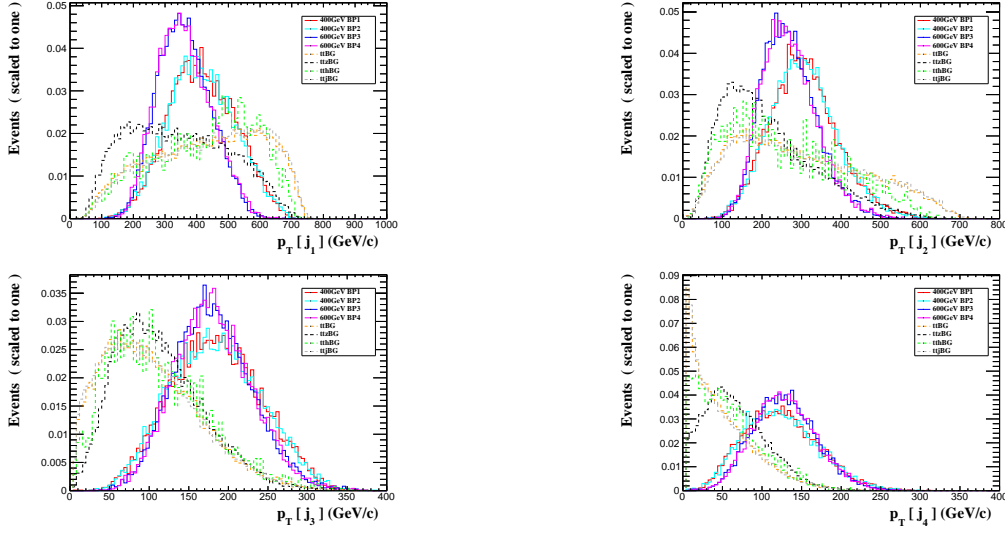 0.05
0.04
0.03
0.02
0.01
0
Events ( scaled to one )
0 100 200 300 400 500 600 700 800 900 1000
p_T [ j_1 ] (GeV/c)
400GeV BP1
400GeV BP2
600GeV BP3
600GeV BP4
ttBG
ttzBG
tthBG
ttjBG
0.05
0.04
0.03
0.02
0.01
0
Events ( scaled to one )
0 100 200 300 400 500 600 700 800
p_T [ j_2 ] (GeV/c)
400GeV BP1
400GeV BP2
600GeV BP3
600GeV BP4
ttBG
ttzBG
tthBG
ttjBG
0.035
0.03
0.025
0.02
0.015
0.01
0.005
0
Events ( scaled to one )
0 50 100 150 200 250 300 350 400
p_T [ j_3 ] (GeV/c)
400GeV BP1
400GeV BP2
600GeV BP3
600GeV BP4
ttBG
ttzBG
tthBG
ttjBG
0.09
0.08
0.07
0.06
0.05
0.04
0.03
0.02
0.01
0
Events ( scaled to one )
0 50 100 150 200 250 300 350 400
p_T [ j_4 ] (GeV/c)
400GeV BP1
400GeV BP2
600GeV BP3
600GeV BP4
ttBG
ttzBG
tthBG
ttjBG